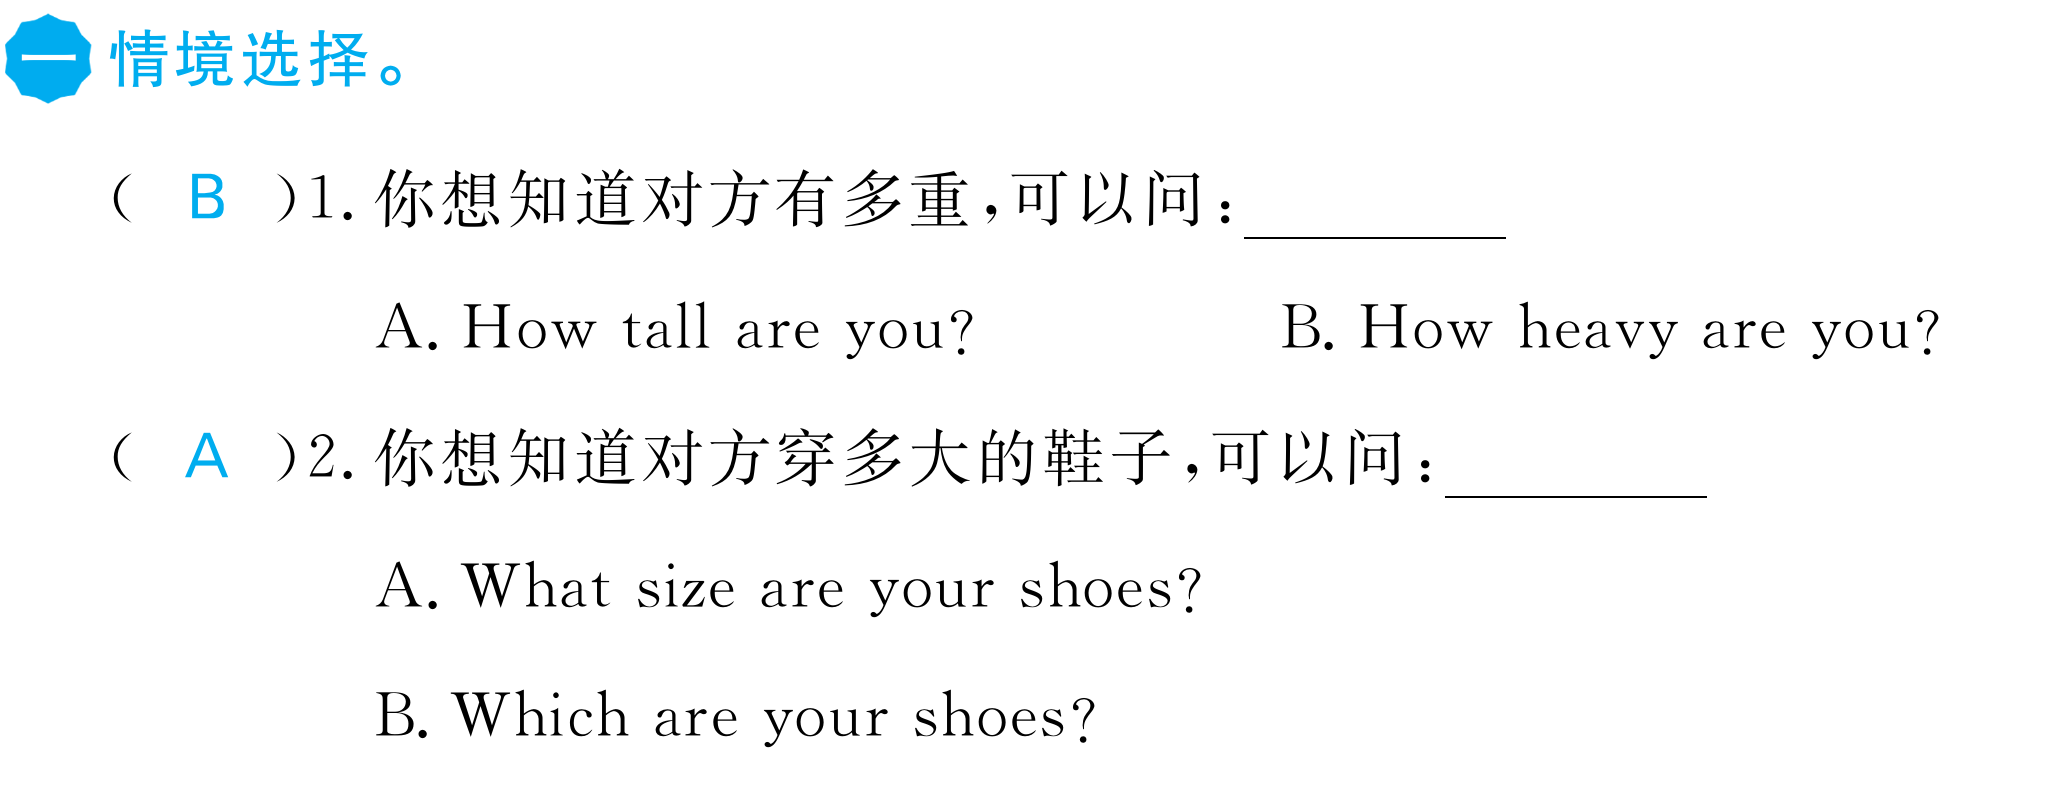 一 情境选择。
( B )1. 你想知道对方有多重,可以问:________
A. How tall are you? B. How heavy are you?
( A )2. 你想知道对方穿多大的鞋子,可以问:________
A. What size are your shoes?
B. Which are your shoes?